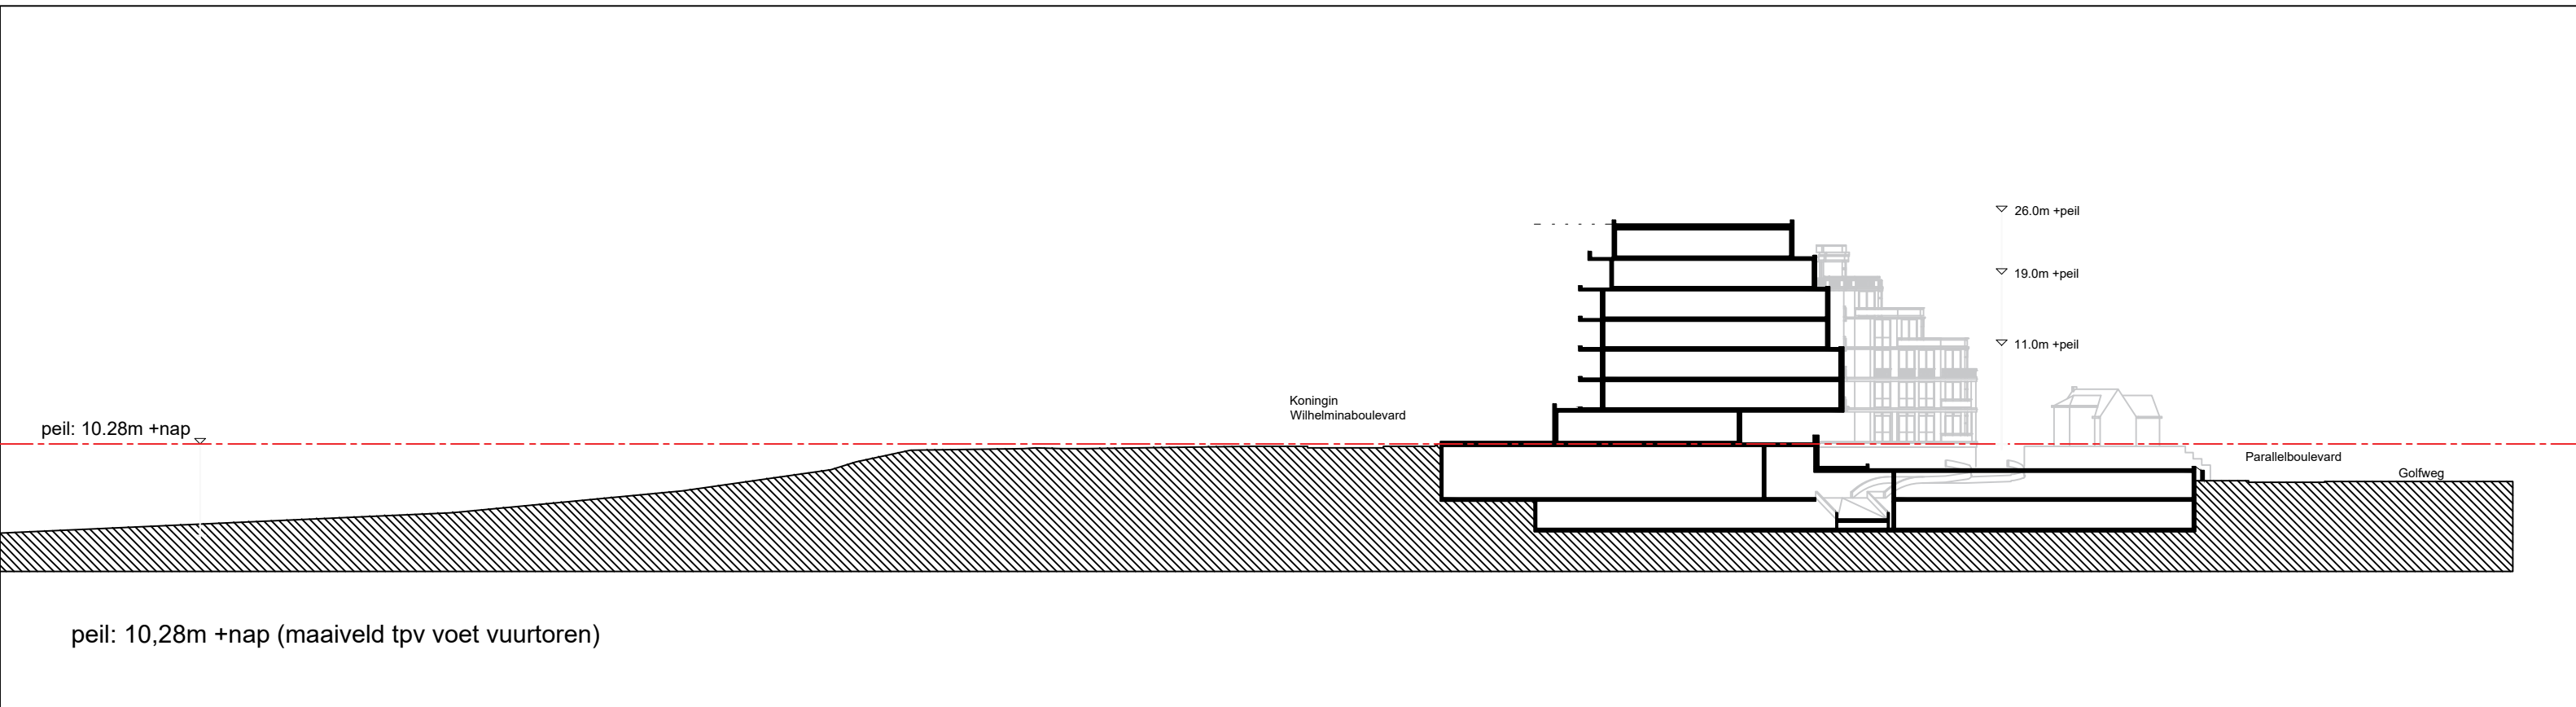 26.0m +peil
19.0m +peil
11.0m +peil
Koningin
Wilhelminaboulevard
peil: 10.28m +nap
Parallelboulevard
Golfweg
peil: 10,28m +nap (maaiveld tpv voet vuurtoren)